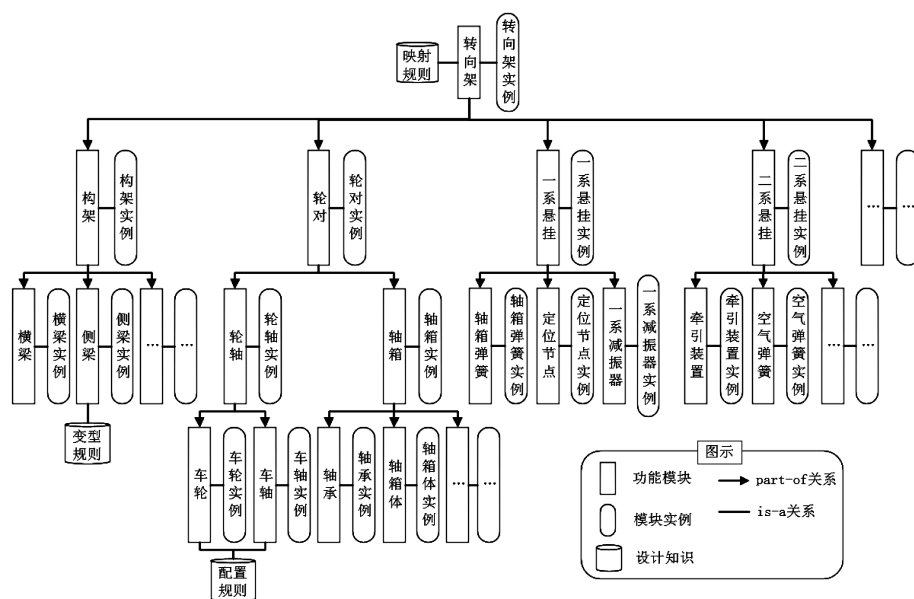 映射
规则
转向架
转向架实例
构架
构架实例
轮对
轮对实例
一系悬挂
一系悬挂实例
二系悬挂
二系悬挂实例
…
…
横梁
横梁实例
侧梁
侧梁实例
…
…
轮轴
轮轴实例
轴箱
轴箱实例
轴箱弹簧
轴箱弹簧实例
定位节点
定位节点实例
一系减振器
一系减振器实例
牵引装置
牵引装置实例
空气弹簧
空气弹簧实例
…
…
变型
规则
车轮
车轮实例
车轴
车轴实例
轴承
轴承实例
轴箱体
轴箱体实例
…
…
配置
规则
图示
功能模块
part-of关系
模块实例
is-a关系
设计知识